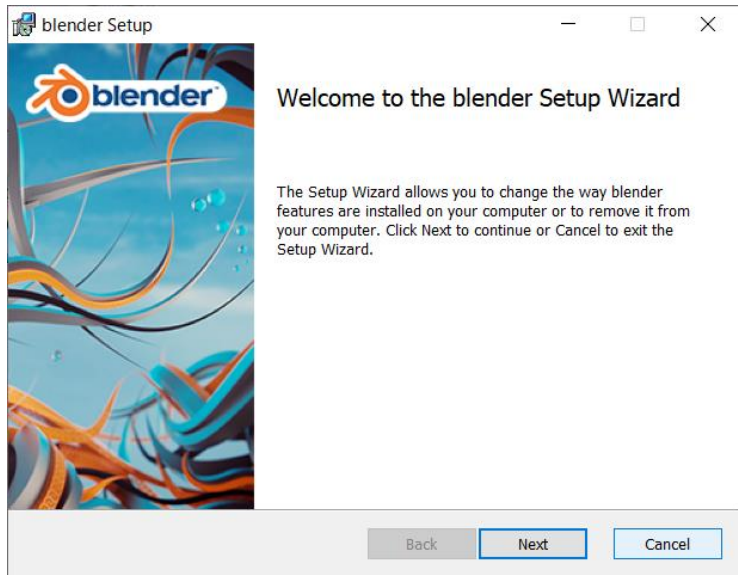 blender Setup
blender
Welcome to the blender Setup Wizard
The Setup Wizard allows you to change the way blender
features are installed on your computer or to remove it from
your computer. Click Next to continue or Cancel to exit the
Setup Wizard.
Back Next Cancel